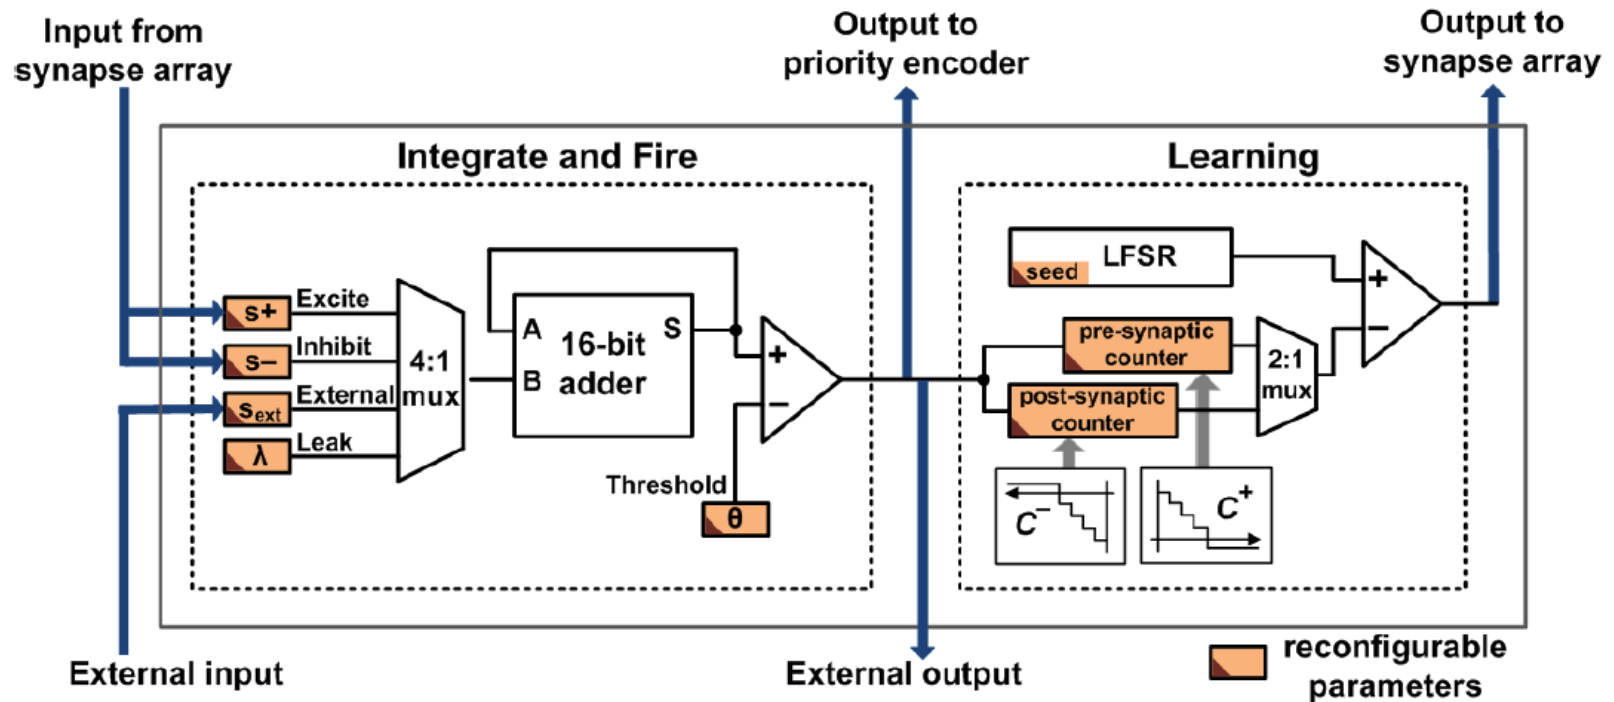 Input from
synapse array
Output to
priority encoder
Output to
synapse array
Integrate and Fire
Learning
s+
Excite
s−
Inhibit
sext
External
λ
Leak
4:1
mux
A
B
S
16-bit
adder
+
−
Threshold
θ
LFSR
seed
pre-synaptic
counter
post-synaptic
counter
2:1
mux
+
−
C−
C+
External input
External output
reconfigurable
parameters